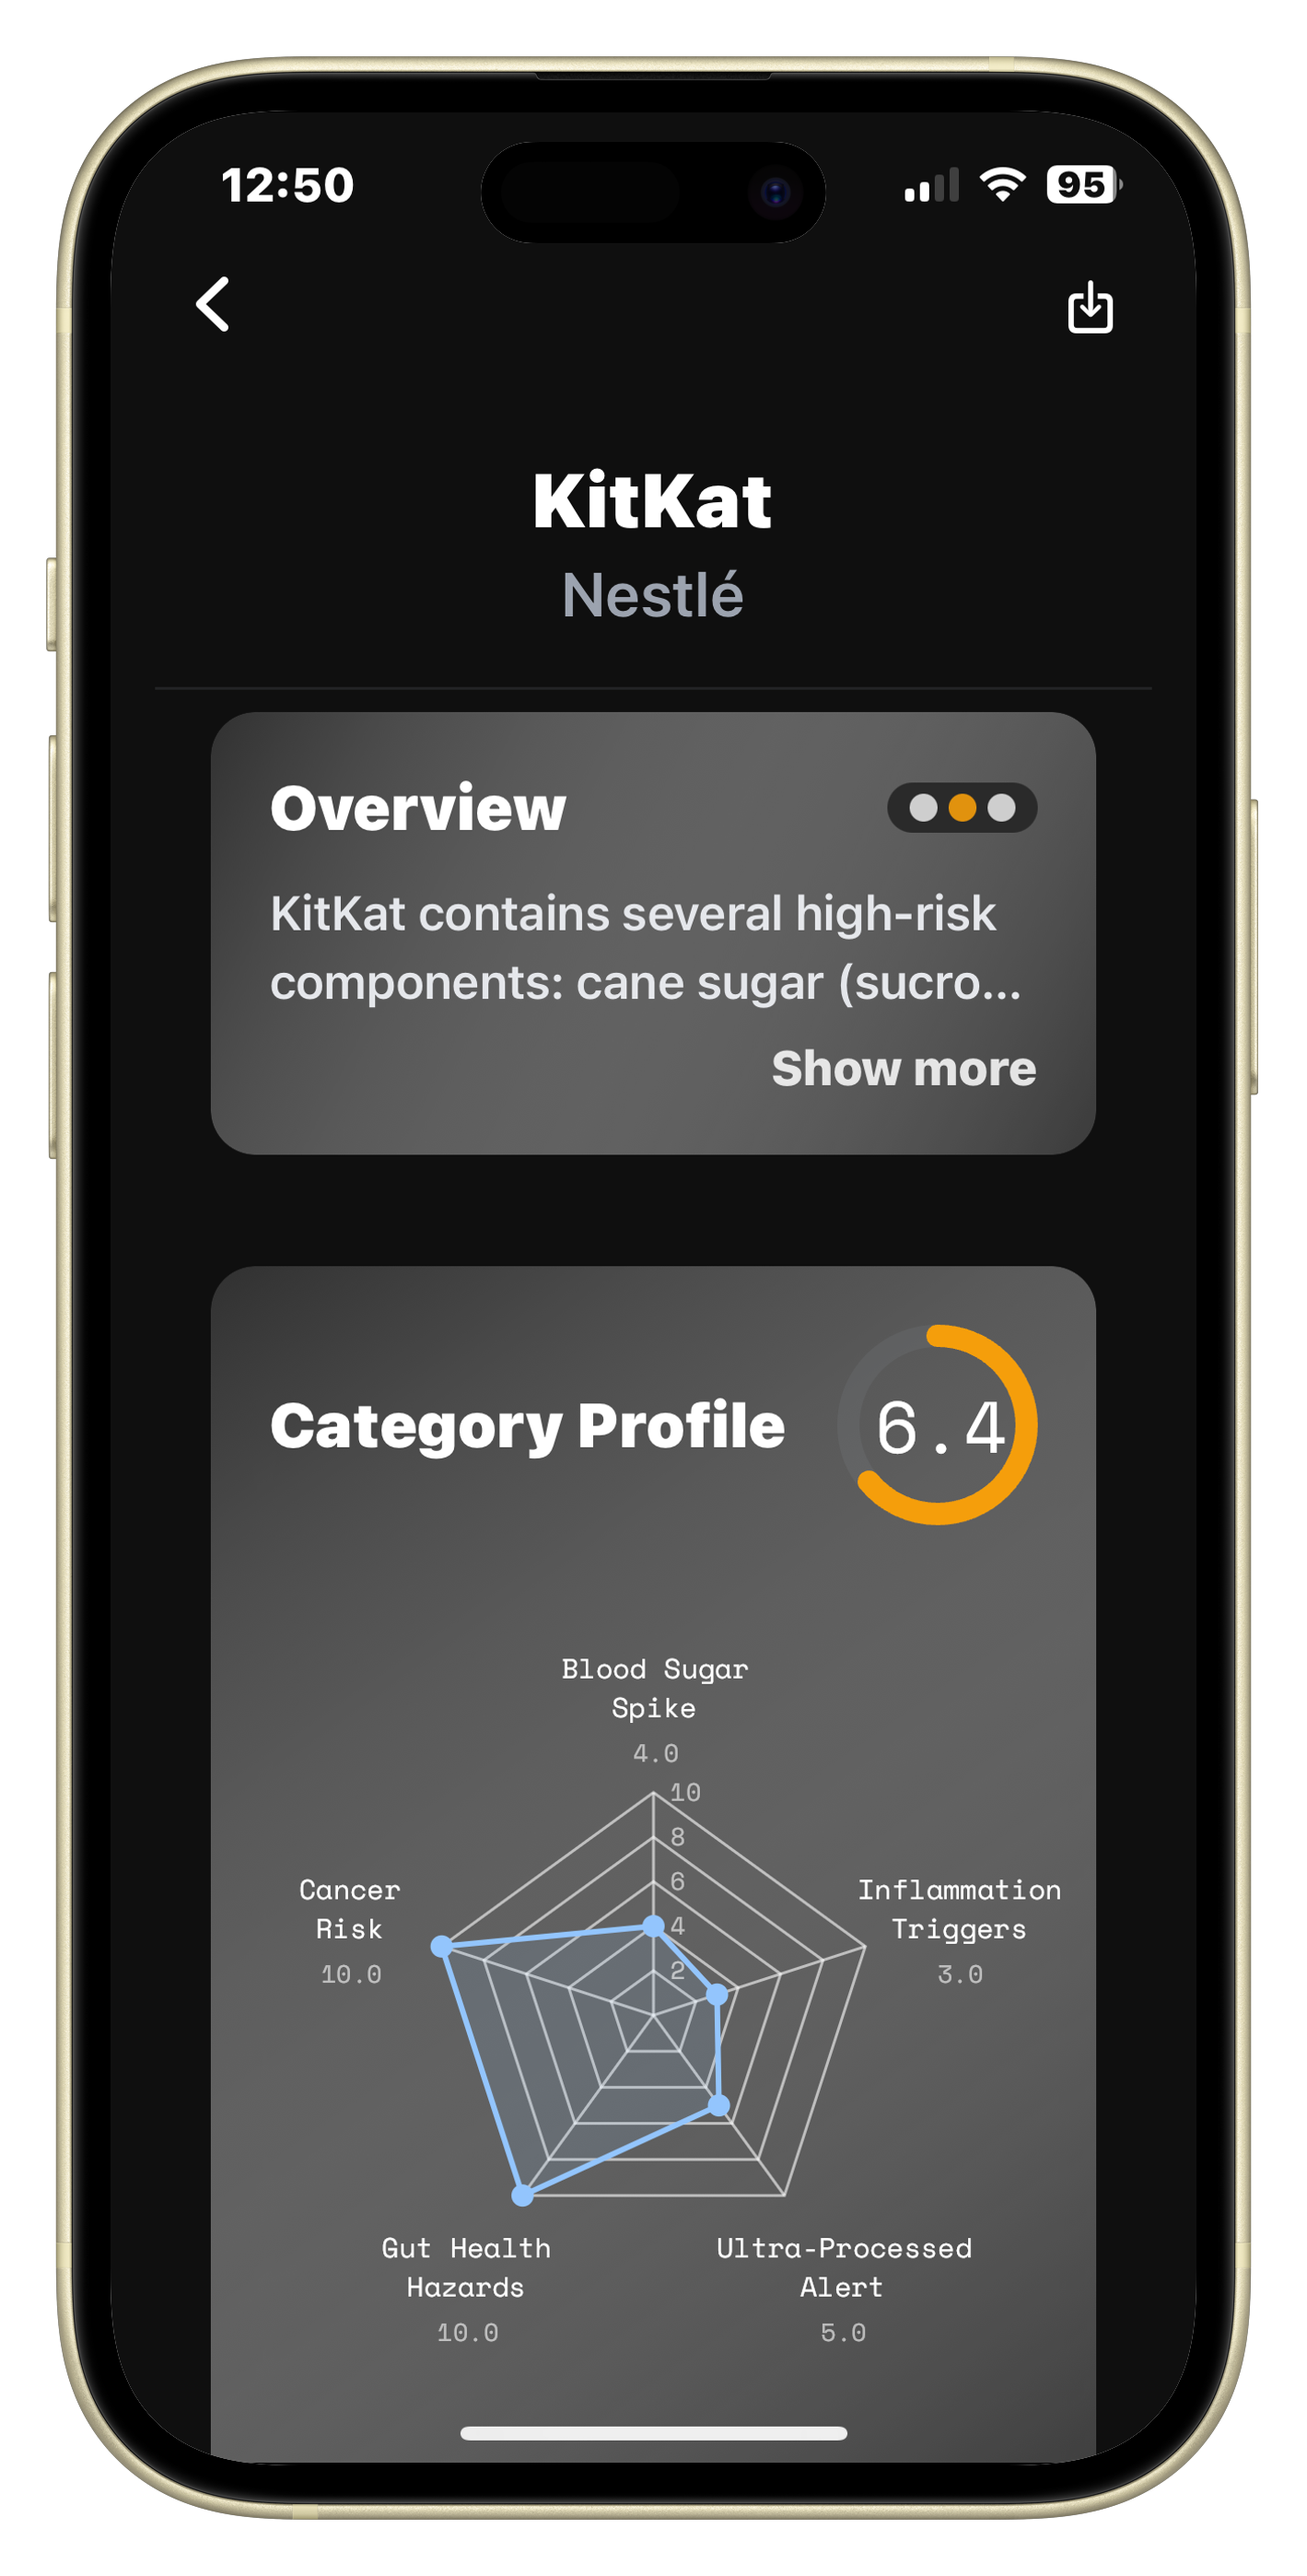 12:50
95
KitKat
Nestlé
Overview
KitKat contains several high-risk
components: cane sugar (sucro...
Show more
Category Profile
6.4
Blood Sugar
Spike
4.0
10
8
6
4
2
Cancer
Risk
10.0
Inflammation
Triggers
3.0
Gut Health
Hazards
10.0
Ultra-Processed
Alert
5.0